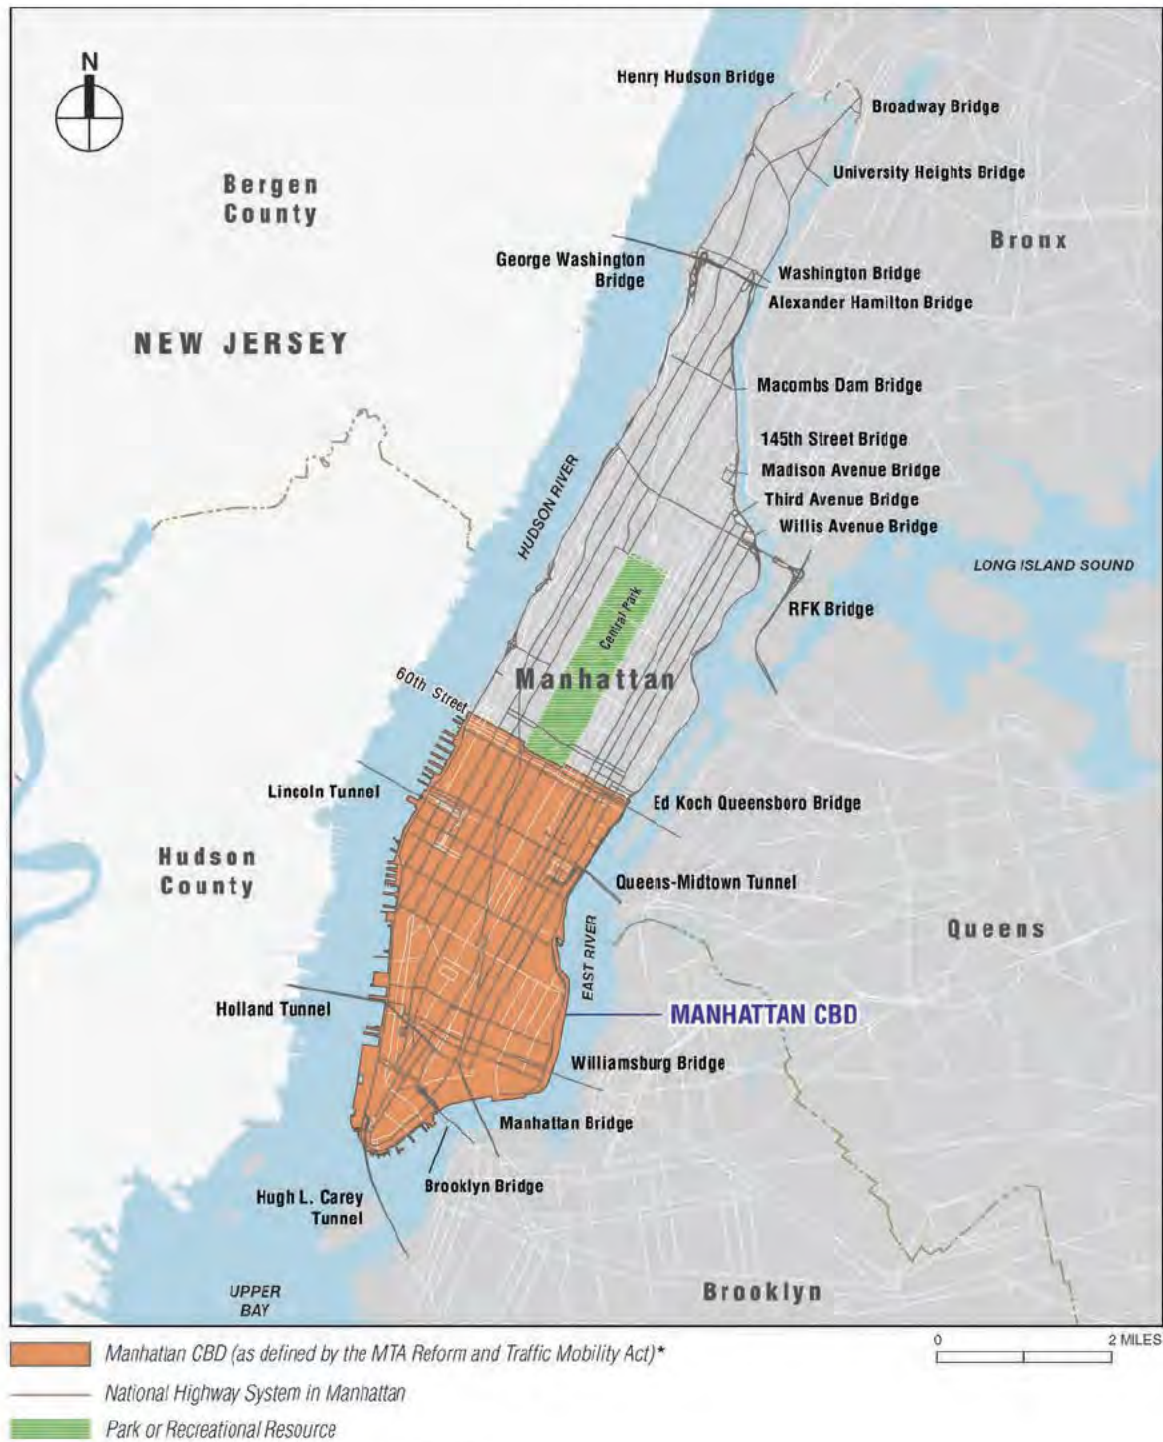 N
Henry Hudson Bridge
Broadway Bridge
University Heights Bridge
Bergen
County
Bronx
George Washington
Bridge
Washington Bridge
Alexander Hamilton Bridge
NEW JERSEY
Macombs Dam Bridge
145th Street Bridge
Madison Avenue Bridge
Third Avenue Bridge
Willis Avenue Bridge
HUDSON RIVER
LONG ISLAND SOUND
RFK Bridge
Central Park
Manhattan
60th Street
Lincoln Tunnel
Ed Koch Queensboro Bridge
Hudson
County
Queens-Midtown Tunnel
Queens
EAST RIVER
Holland Tunnel
MANHATTAN CBD
Williamsburg Bridge
Manhattan Bridge
Brooklyn Bridge
Hugh L. Carey
Tunnel
UPPER
BAY
Brooklyn
0 2 MILES
Manhattan CBD (as defined by the MTA Reform and Traffic Mobility Act)*
National Highway System in Manhattan
Park or Recreational Resource